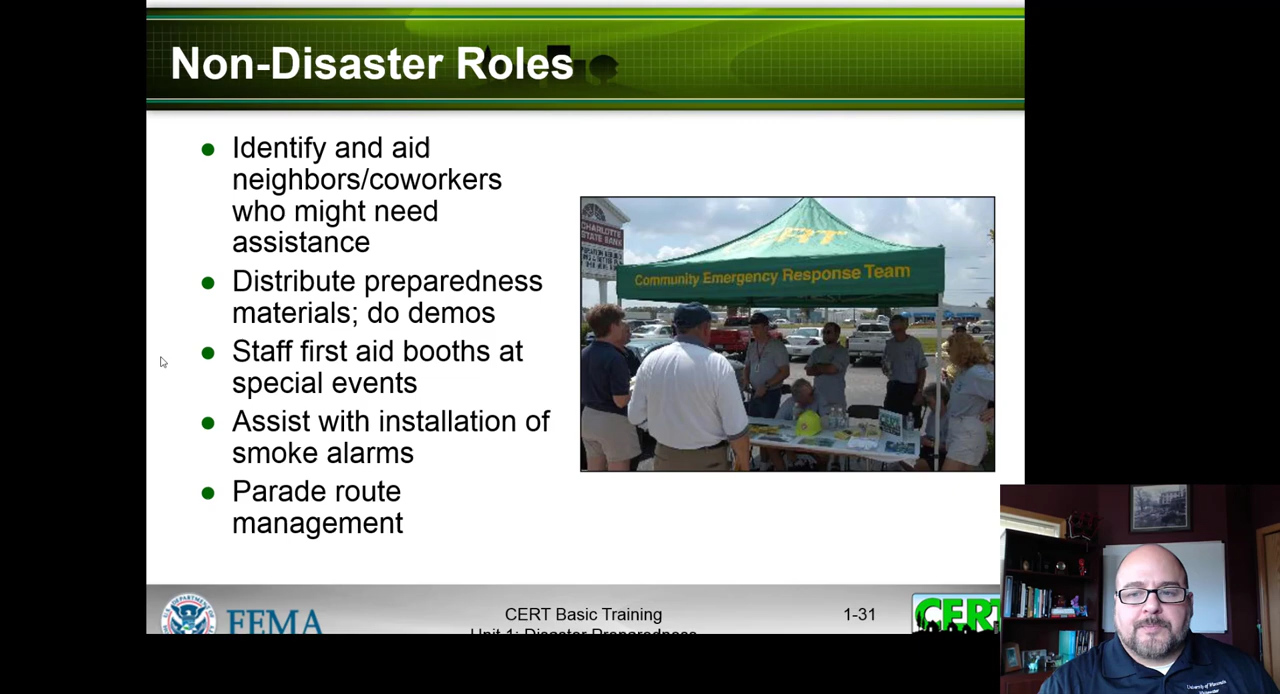 Non-Disaster Roles
Identify and aid
neighbors/coworkers
who might need
assistance
Distribute preparedness
materials; do demos
Staff first aid booths at
special events
Assist with installation of
smoke alarms
Parade route
management
CHARLOTTE
STATE BANK
CERT
Community Emergency Response Team
FEMA
CERT Basic Training
Unit 1: Disaster Preparedness
1-31
CERT